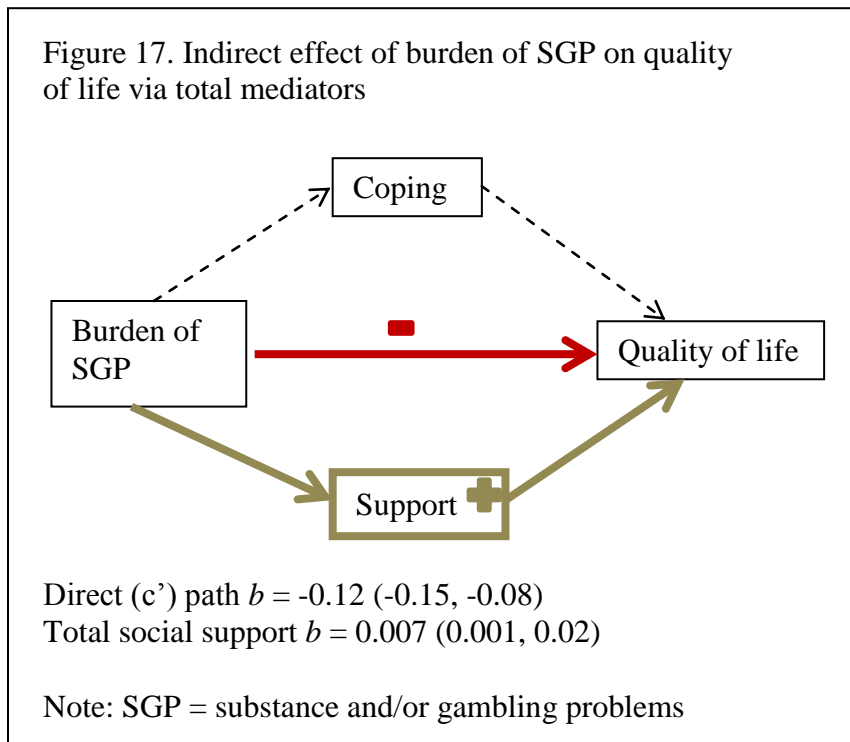 Figure 17. Indirect effect of burden of SGP on quality
of life via total mediators
Coping
Burden of
SGP
Quality of life
Support
Direct (c’) path b = -0.12 (-0.15, -0.08)
Total social support b = 0.007 (0.001, 0.02)
Note: SGP = substance and/or gambling problems